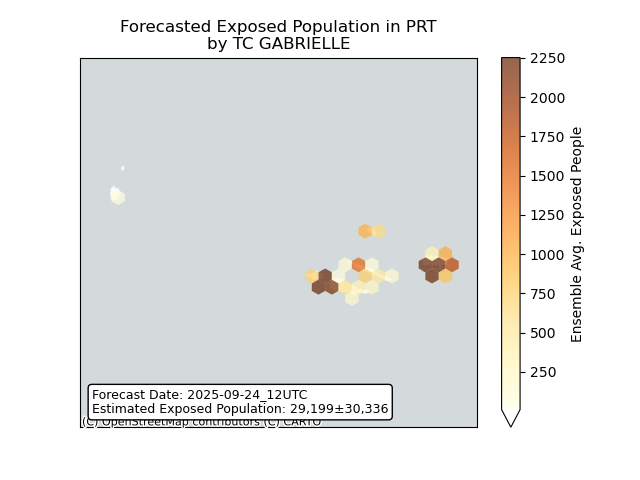 Forecasted Exposed Population in PRT
by TC GABRIELLE
2250
2000
1750
1500
1250
1000
750
500
250
Ensemble Avg. Exposed People
Forecast Date: 2025-09-24_12UTC
Estimated Exposed Population: 29,199±30,336
(C) OpenStreetMap contributors (C) CARTO